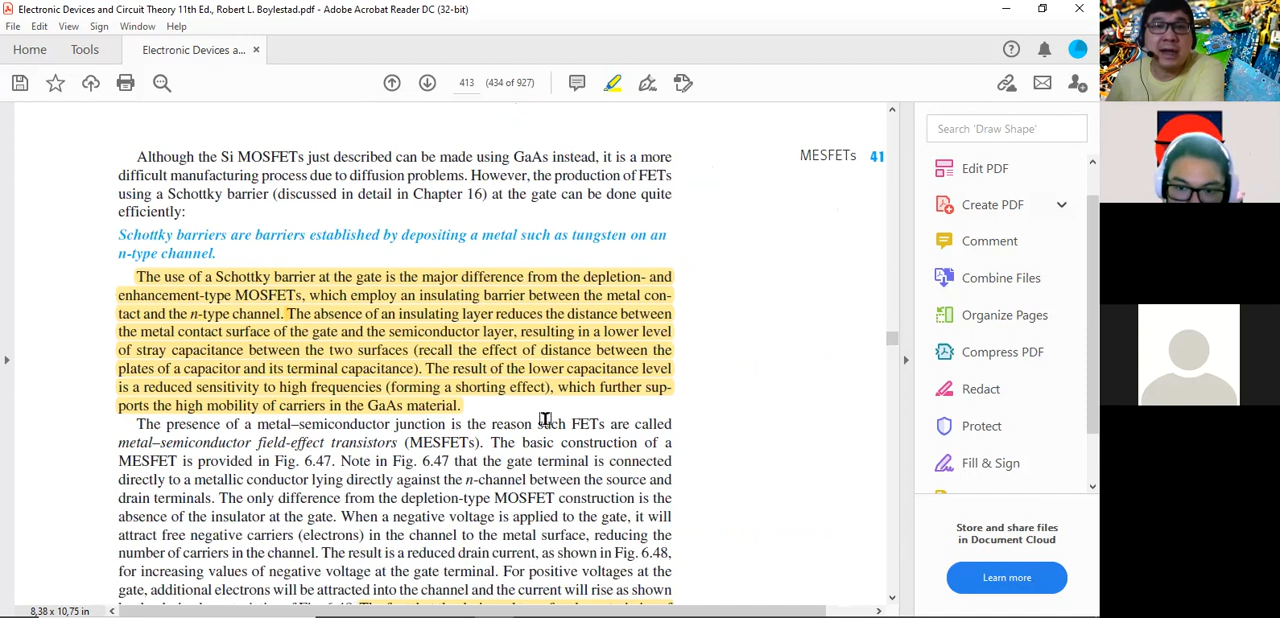 Electronic Devices and Circuit Theory 11th Ed., Robert L. Boylestad.pdf - Adobe Acrobat Reader DC (32-bit)
File Edit View Sign Window Help
Home Tools Electronic Devices a... ×
413 (434 of 927)
MESFETs 41
Although the Si MOSFETs just described can be made using GaAs instead, it is a more
difficult manufacturing process due to diffusion problems. However, the production of FETs
using a Schottky barrier (discussed in detail in Chapter 16) at the gate can be done quite
efficiently:
Schottky barriers are barriers established by depositing a metal such as tungsten on an
n-type channel.
The use of a Schottky barrier at the gate is the major difference from the depletion- and
enhancement-type MOSFETs, which employ an insulating barrier between the metal con-
tact and the n-type channel. The absence of an insulating layer reduces the distance between
the metal contact surface of the gate and the semiconductor layer, resulting in a lower level
of stray capacitance between the two surfaces (recall the effect of distance between the
plates of a capacitor and its terminal capacitance). The result of the lower capacitance level
is a reduced sensitivity to high frequencies (forming a shorting effect), which further sup-
ports the high mobility of carriers in the GaAs material.
The presence of a metal–semiconductor junction is the reason such FETs are called
metal–semiconductor field-effect transistors (MESFETs). The basic construction of a
MESFET is provided in Fig. 6.47. Note in Fig. 6.47 that the gate terminal is connected
directly to a metallic conductor lying directly against the n-channel between the source and
drain terminals. The only difference from the depletion-type MOSFET construction is the
absence of the insulator at the gate. When a negative voltage is applied to the gate, it will
attract free negative carriers (electrons) in the channel to the metal surface, reducing the
number of carriers in the channel. The result is a reduced drain current, as shown in Fig. 6.48,
for increasing values of negative voltage at the gate terminal. For positive voltages at the
gate, additional electrons will be attracted into the channel and the current will rise as shown
8,38 x 10,75 in
Search 'Draw Shape'
Edit PDF
Create PDF
Comment
Combine Files
Organize Pages
Compress PDF
Redact
Protect
Fill & Sign
Store and share files
in Document Cloud
Learn more